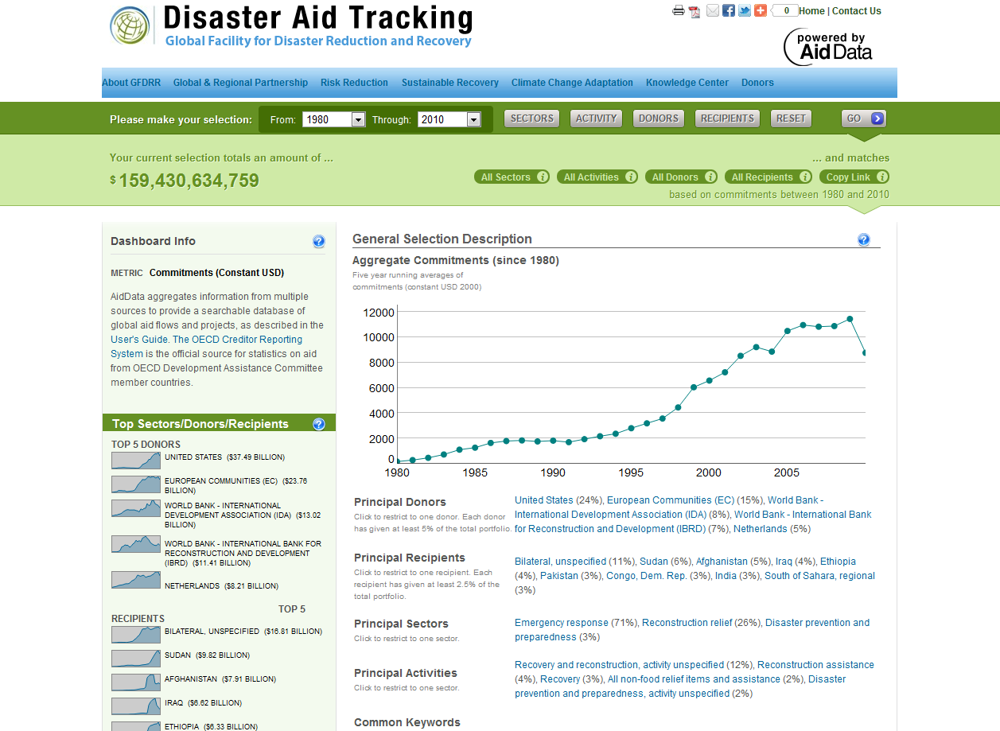 Disaster Aid Tracking
Global Facility for Disaster Reduction and Recovery
0 Home | Contact Us
powered by
AidData
About GFDRR Global & Regional Partnership Risk Reduction Sustainable Recovery Climate Change Adaptation Knowledge Center Donors
Please make your selection: From: 1980 Through: 2010 SECTORS ACTIVITY DONORS RECIPIENTS RESET GO
Your current selection totals an amount of ... ... and matches
$ 159,430,634,759
All Sectors i All Activities i All Donors i All Recipients i Copy Link i
based on commitments between 1980 and 2010
Dashboard Info ?
METRIC Commitments (Constant USD)
AidData aggregates information from multiple
sources to provide a searchable database of
global aid flows and projects, as described in the
User's Guide. The OECD Creditor Reporting
System is the official source for statistics on aid
from OECD Development Assistance Committee
member countries.
Top Sectors/Donors/Recipients ?
TOP 5 DONORS
UNITED STATES ($37.49 BILLION)
EUROPEAN COMMUNITIES (EC) ($23.76
BILLION)
WORLD BANK - INTERNATIONAL
DEVELOPMENT ASSOCIATION (IDA) ($13.02
BILLION)
WORLD BANK - INTERNATIONAL BANK FOR
RECONSTRUCTION AND DEVELOPMENT
(IBRD) ($11.41 BILLION)
NETHERLANDS ($8.21 BILLION)
TOP 5
RECIPIENTS
BILATERAL, UNSPECIFIED ($16.81 BILLION)
SUDAN ($9.82 BILLION)
AFGHANISTAN ($7.91 BILLION)
IRAQ ($6.62 BILLION)
ETHIOPIA ($6.33 BILLION)
General Selection Description ?
Aggregate Commitments (since 1980)
Five year running averages of
commitments (constant USD 2000)
12000
10000
8000
6000
4000
2000
0
1980 1985 1990 1995 2000 2005
Principal Donors
Click to restrict to one donor. Each donor
has given at least 5% of the total portfolio.
United States (24%), European Communities (EC) (15%), World Bank -
International Development Association (IDA) (8%), World Bank - International Bank
for Reconstruction and Development (IBRD) (7%), Netherlands (5%)
Principal Recipients
Click to restrict to one recipient. Each
recipient has given at least 2.5% of the
total portfolio.
Bilateral, unspecified (11%), Sudan (6%), Afghanistan (5%), Iraq (4%), Ethiopia
(4%), Pakistan (3%), Congo, Dem. Rep. (3%), India (3%), South of Sahara, regional
(3%)
Principal Sectors
Click to restrict to one sector.
Emergency response (71%), Reconstruction relief (26%), Disaster prevention and
preparedness (3%)
Principal Activities
Click to restrict to one sector.
Recovery and reconstruction, activity unspecified (12%), Reconstruction assistance
(4%), Recovery (3%), All non-food relief items and assistance (2%), Disaster
prevention and preparedness, activity unspecified (2%)
Common Keywords